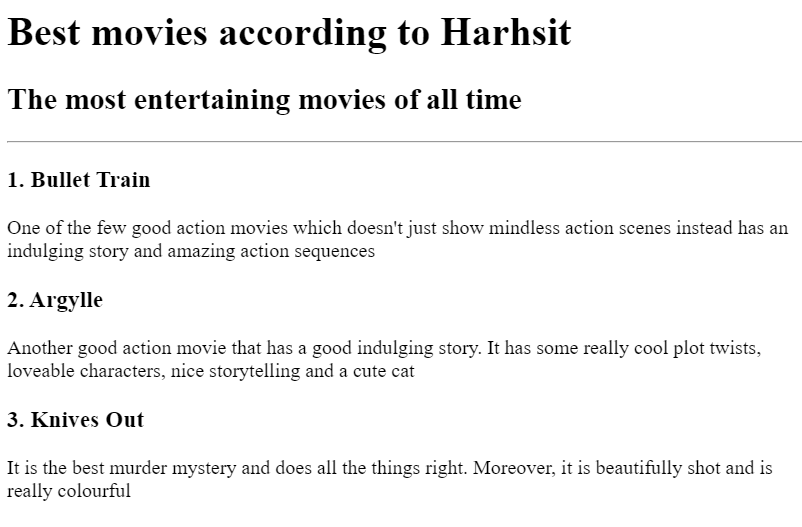 Best movies according to Harhsit
The most entertaining movies of all time
1. Bullet Train
One of the few good action movies which doesn't just show mindless action scenes instead has an
indulging story and amazing action sequences
2. Argylle
Another good action movie that has a good indulging story. It has some really cool plot twists,
loveable characters, nice storytelling and a cute cat
3. Knives Out
It is the best murder mystery and does all the things right. Moreover, it is beautifully shot and is
really colourful